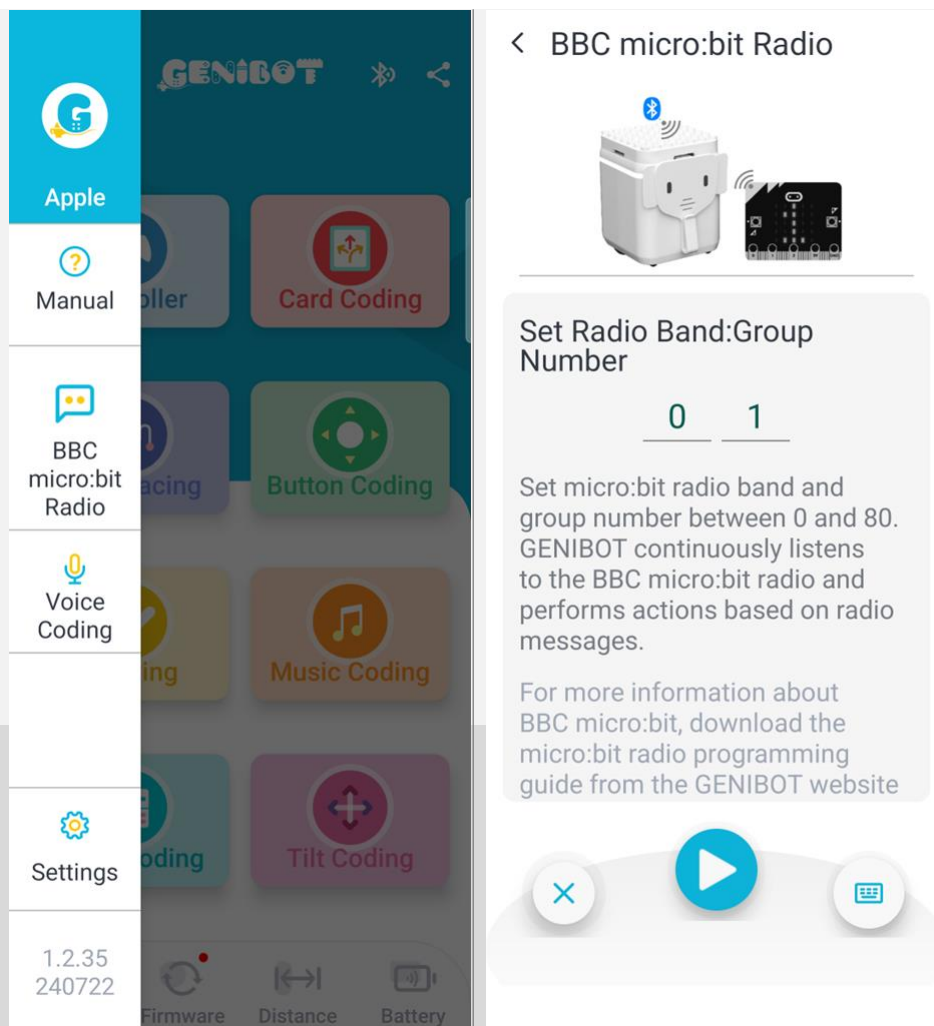 GENIBOT
G
Apple
Manual
oller
Card Coding
BBC
micro:bit
Radio
acing
Button Coding
Voice
Coding
ing
Music Coding
Settings
oding
Tilt Coding
1.2.35
240722
Firmware
Distance
Battery
BBC micro:bit Radio
Set Radio Band:Group
Number
0 1
Set micro:bit radio band and
group number between 0 and 80.
GENIBOT continuously listens
to the BBC micro:bit radio and
performs actions based on radio
messages.
For more information about
BBC micro:bit, download the
micro:bit radio programming
guide from the GENIBOT website